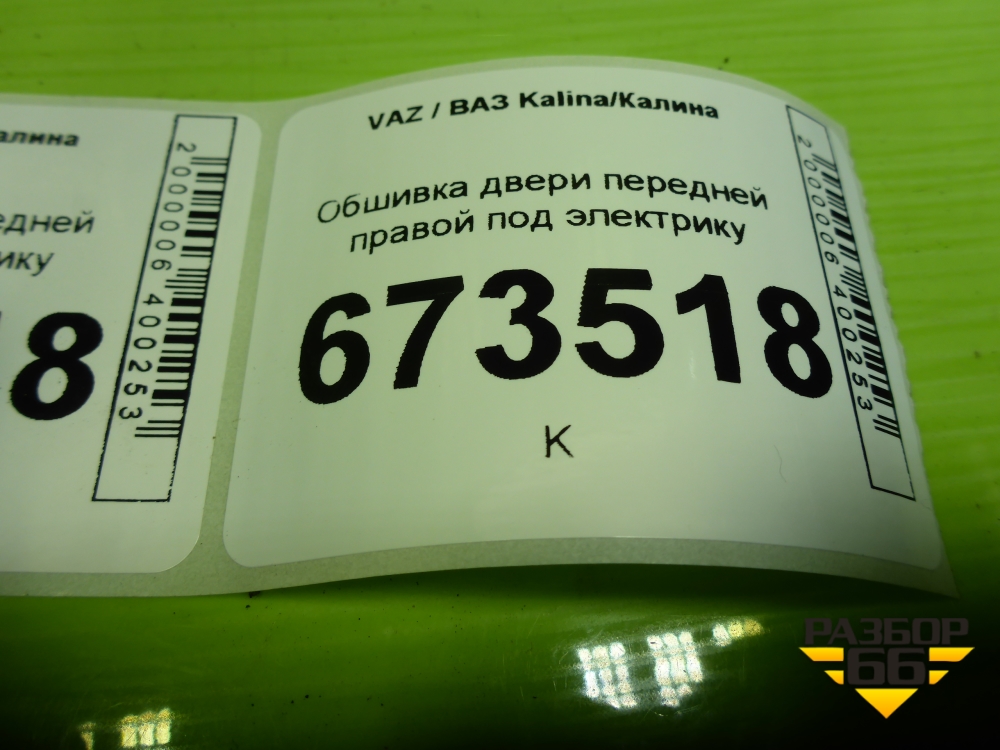 алина
едней
ику
8
2000006400253
VAZ / ВАЗ Kalina/Калина
Обшивка двери передней
правой под электрику
673518
К
2000006400253
РАЗБОР
66